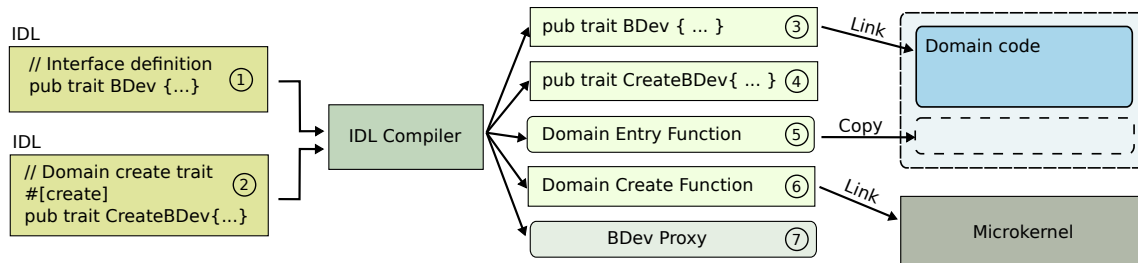 IDL
// Interface definition
pub trait BDev {...}
①
IDL
// Domain create trait
#[create]
pub trait CreateBDev{...}
②
IDL Compiler
pub trait BDev { ... }
③
pub trait CreateBDev{ ... }
④
Domain Entry Function
⑤
Domain Create Function
⑥
BDev Proxy
⑦
Link
Copy
Link
Domain code
Microkernel